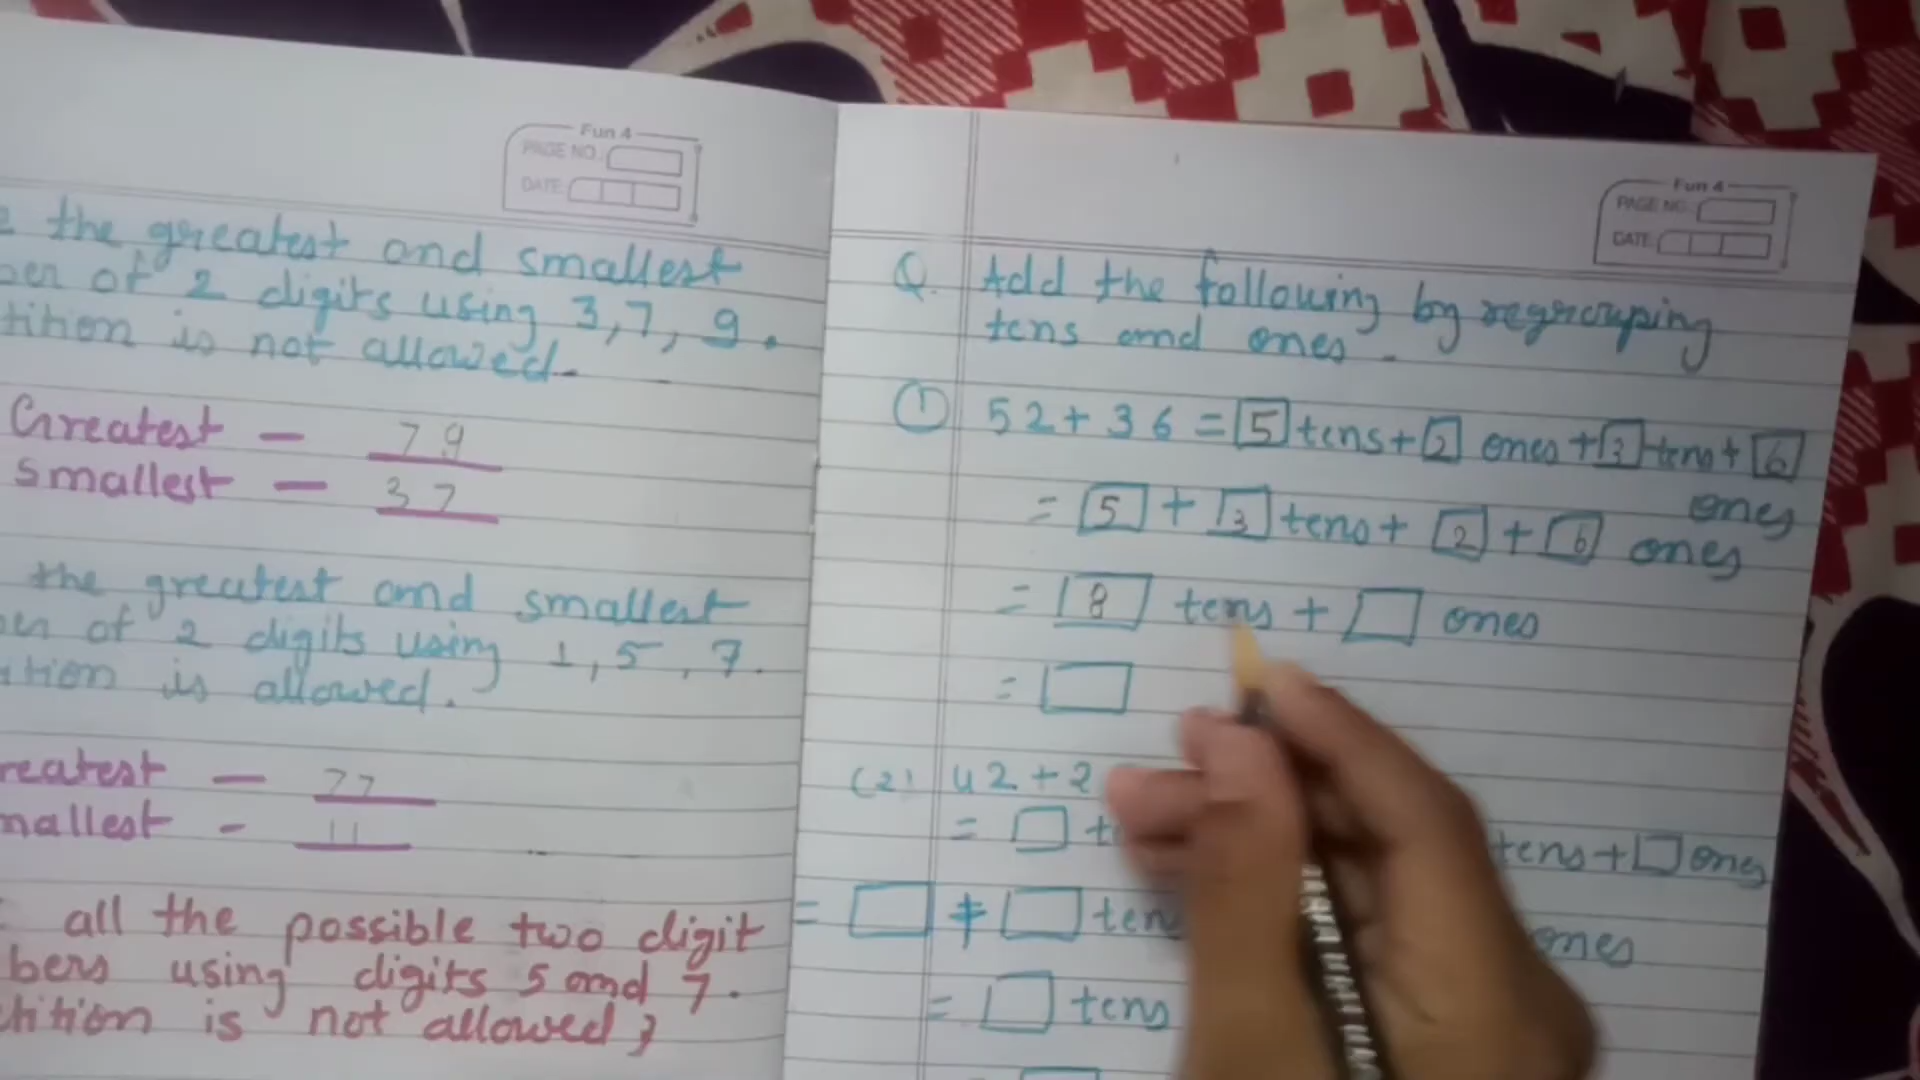 Fun 4
PAGE NO.
DATE
the greatest and smallest
of 2 digits using 3, 7, 9.
is not allowed.
Greatest - 79
smallest - 37
the greatest and smallest
of 2 digits using 1, 5, 7.
is allowed.
- 77
- 11
all the possible two digit
using digits 5 and 7.
is not allowed ;
Fun 4
PAGE NO.
DATE
Q. Add the following by regrouping
tens and ones.
(1) 52 + 36 = 5 tens + 2 ones + 3 tens + 6
ones
= 5 + 3 tens + 2 + 6 ones
= 8 tens + ones
=
(2) 42 + 2
= tens + ones
= + tens ones
= tens